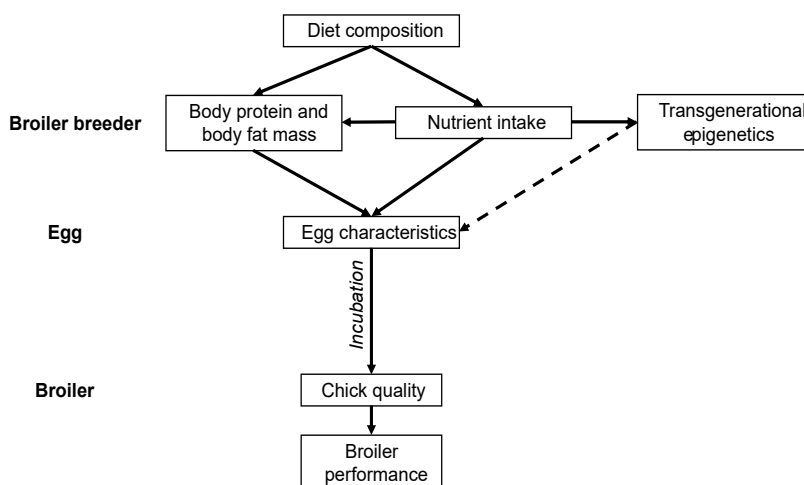 Diet composition
Broiler breeder
Body protein and
body fat mass
Nutrient intake
Transgenerational
epigenetics
Egg
Egg characteristics
Incubation
Broiler
Chick quality
Broiler
performance